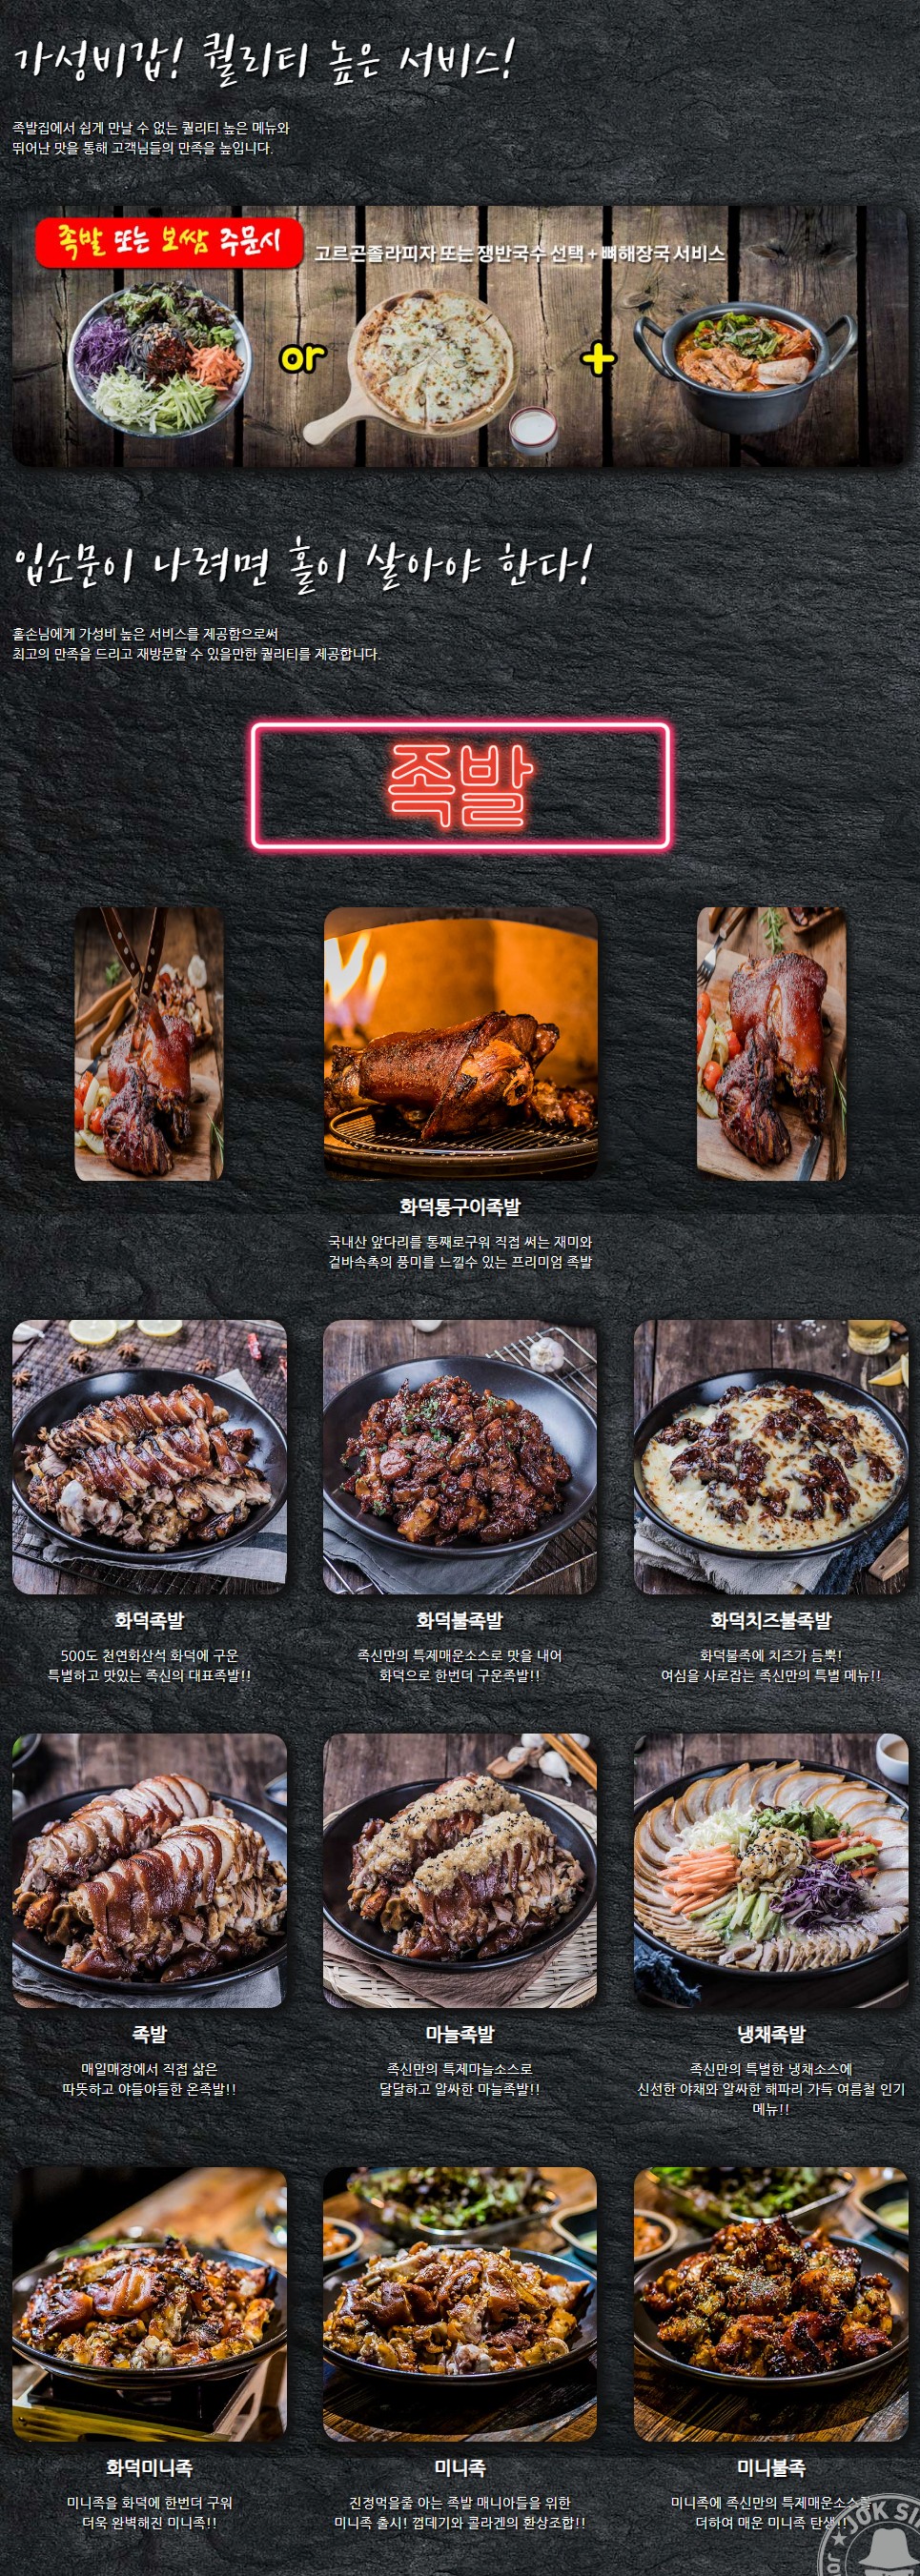 가성비갑! 퀄리티 높은 서비스!
족발집에서 쉽게 만날 수 없는 퀄리티 높은 메뉴와
뛰어난 맛을 통해 고객님들의 만족을 높입니다.
족발 또는 보쌈 주문시
고르곤졸라피자 또는 쟁반국수 선택 + 뼈해장국 서비스
or
+
입소문이 나려면 홀이 살아야 한다!
홀손님에게 가성비 높은 서비스를 제공함으로써
최고의 만족을 드리고 재방문할 수 있을만한 퀄리티를 제공합니다.
족발
화덕통구이족발
국내산 앞다리를 통째로구워 직접 써는 재미와
겉바속촉의 풍미를 느낄수 있는 프리미엄 족발
화덕족발
500도 천연화산석 화덕에 구운
특별하고 맛있는 족신의 대표족발!!
화덕불족발
족신만의 특제매운소스로 맛을 내어
화덕으로 한번더 구운족발!!
화덕치즈불족발
화덕불족에 치즈가 듬뿍!
여심을 사로잡는 족신만의 특별 메뉴!!
족발
매일매장에서 직접 삶은
따뜻하고 야들야들한 온족발!!
마늘족발
족신만의 특제마늘소스로
달달하고 알싸한 마늘족발!!
냉채족발
족신만의 특별한 냉채소스에
신선한 야채와 알싸한 해파리 가득 여름철 인기
메뉴!!
화덕미니족
미니족을 화덕에 한번더 구워
더욱 완벽해진 미니족!!
미니족
진정먹을줄 아는 족발 매니아들을 위한
미니족 출시! 껍데기와 콜라겐의 환상조합!!
미니불족
미니족에 족신만의 특제매운소스를
더하여 매운 미니족 탄생!!
JOK SI